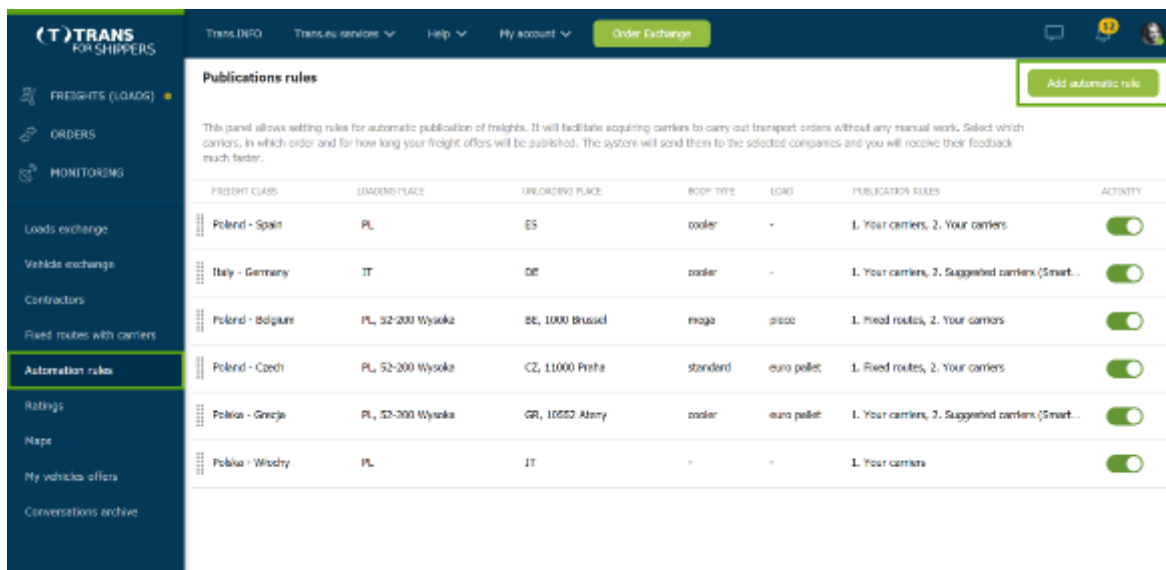 (T)TRANS
FOR SHIPPERS
Trans.INFO Trans.eu services Help My account Order Exchange
12
FREIGHTS (LOADS)
ORDERS
MONITORING
Loads exchange
Vehicle exchange
Contractors
Fixed routes with carriers
Automation rules
Ratings
Maps
My vehicles offers
Conversations archive
Publications rules
Add automatic rule
This panel allows setting rules for automatic publication of freights. It will facilitate acquiring carriers to carry out transport orders without any manual work. Select which
carriers, in which order and for how long your freight offers will be published. The system will send them to the selected companies and you will receive their feedback
much faster.
FREIGHT CLASS LOADING PLACE UNLOADING PLACE BODY TYPE LOAD PUBLICATION RULES ACTIVITY
Poland - Spain PL ES cooler - 1. Your carriers, 2. Your carriers
Italy - Germany IT DE cooler - 1. Your carriers, 2. Suggested carriers (Smart...
Poland - Belgium PL, 52-200 Wysoka BE, 1000 Brussel mega piece 1. Fixed routes, 2. Your carriers
Poland - Czech PL, 52-200 Wysoka CZ, 11000 Praha standard euro pallet 1. Fixed routes, 2. Your carriers
Polska - Grecja PL, 52-200 Wysoka GR, 10552 Ateny cooler euro pallet 1. Your carriers, 2. Suggested carriers (Smart...
Polska - Włochy PL IT - - 1. Your carriers